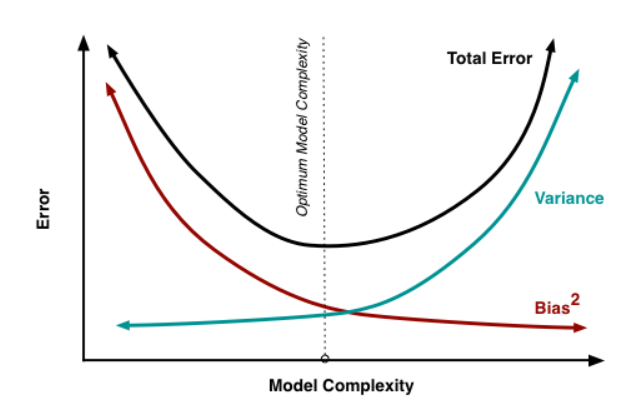 Optimum Model Complexity
Total Error
Variance
Error
Bias²
Model Complexity